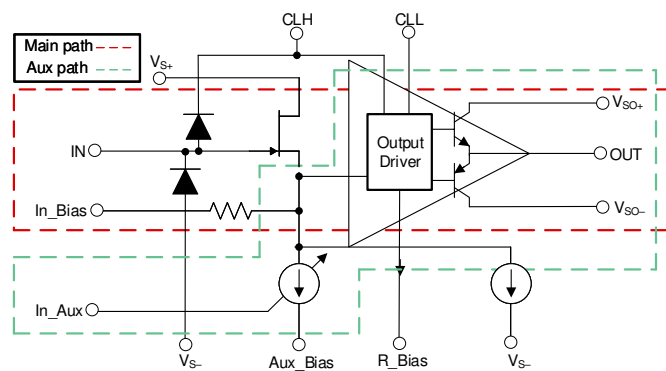 CLH
CLL
Main path
Aux path
VS+
VSO+
IN
Output
Driver
OUT
In_Bias
VSO–
In_Aux
VS–
Aux_Bias
R_Bias
VS–